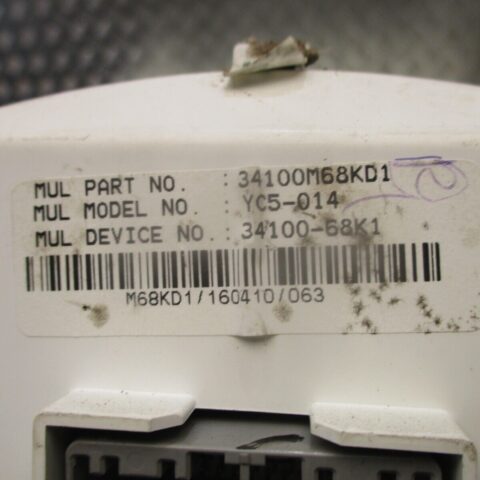 MUL PART NO. : 34100M68KD1
MUL MODEL NO. : YC5-014
MUL DEVICE NO. : 34100-68K1
M68KD1/160410/063